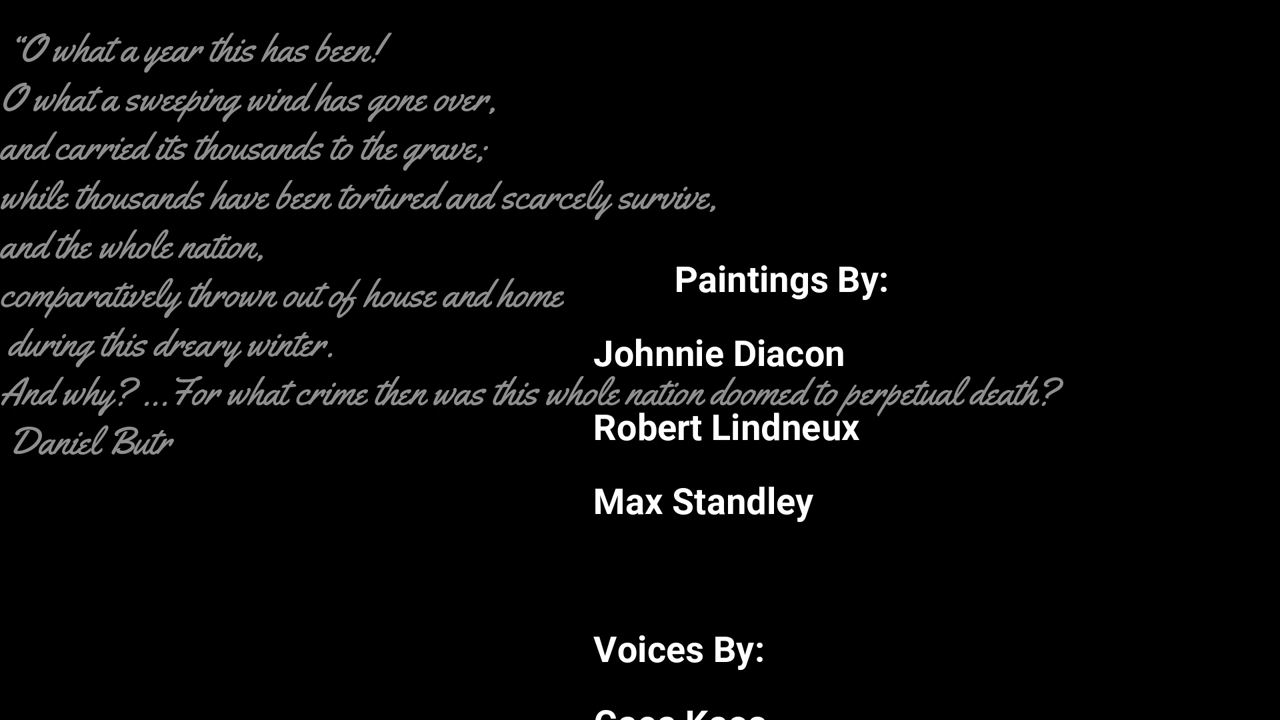 “O what a year this has been!
O what a sweeping wind has gone over,
and carried its thousands to the grave;
while thousands have been tortured and scarcely survive,
and the whole nation,
comparatively thrown out of house and home
during this dreary winter.
And why? ...For what crime then was this whole nation doomed to perpetual death?
Daniel Butr
Paintings By:
Johnnie Diacon
Robert Lindneux
Max Standley
Voices By: